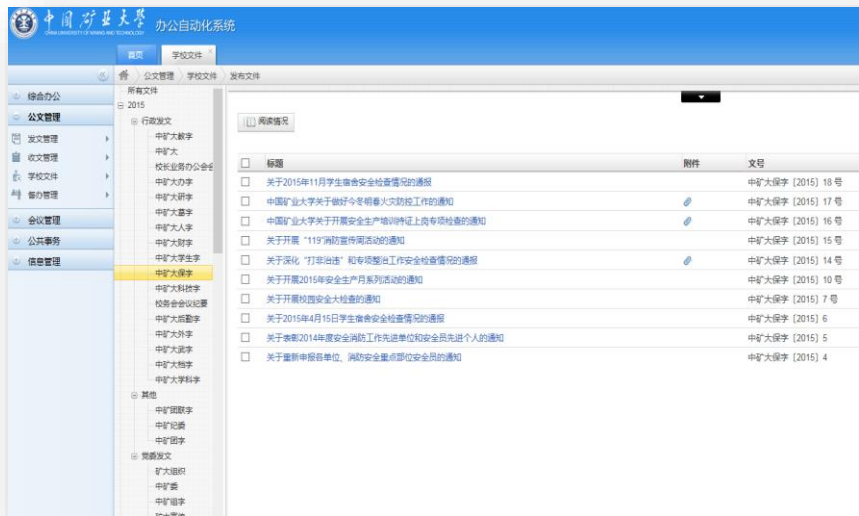 中国矿业大学 办公自动化系统
CHINA UNIVERSITY OF MINING AND TECHNOLOGY
首页 学校文件
公文管理 学校文件 发布文件
综合办公
公文管理
发文管理
收文管理
学校文件
督办管理
会议管理
公共事务
信息管理
所有文件
2015
行政发文
中矿大教字
中矿大
校长业务办公会会
中矿大办字
中矿大研字
中矿大基字
中矿大人字
中矿大财字
中矿大学生字
中矿大保字
中矿大科技字
校务会会议纪要
中矿大后勤字
中矿大外字
中矿大武字
中矿大档字
中矿大学科字
其他
中矿团联字
中矿纪委
中矿团字
党委发文
矿大组织
中矿委
中矿组字
阅读情况
标题 附件 文号
关于2015年11月学生宿舍安全检查情况的通报 中矿大保字〔2015〕18号
中国矿业大学关于做好今冬明春火灾防控工作的通知 中矿大保字〔2015〕17号
中国矿业大学关于开展安全生产培训持证上岗专项检查的通知 中矿大保字〔2015〕16号
关于开展“119”消防宣传周活动的通知 中矿大保字〔2015〕15号
关于深化“打非治违”和专项整治工作安全检查情况的通报 中矿大保字〔2015〕14号
关于开展2015年安全生产月系列活动的通知 中矿大保字〔2015〕10号
关于开展校园安全大检查的通知 中矿大保字〔2015〕7号
关于2015年4月15日学生宿舍安全检查情况的通报 中矿大保字〔2015〕6
关于表彰2014年度安全消防工作先进单位和安全员先进个人的通知 中矿大保字〔2015〕5
关于重新申报各单位、消防安全重点部位安全员的通知 中矿大保字〔2015〕4